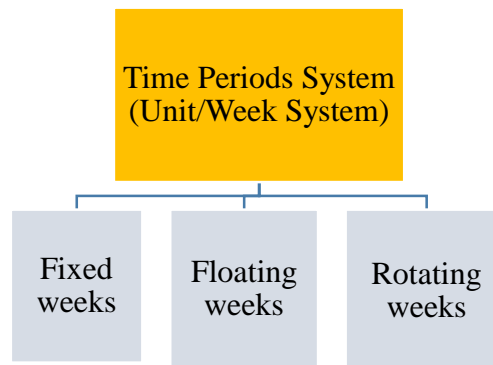 Time Periods System
(Unit/Week System)
Fixed
weeks
Floating
weeks
Rotating
weeks